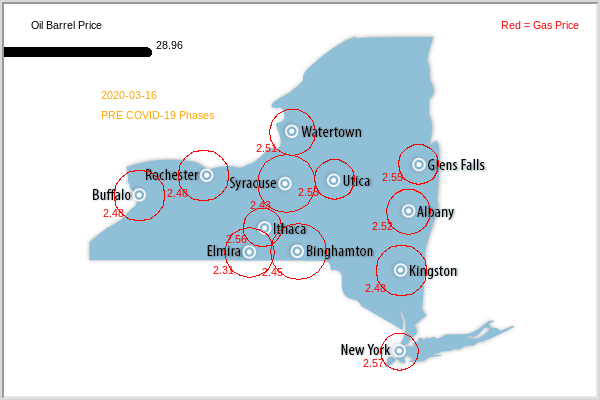 Oil Barrel Price
Red = Gas Price
28.96
2020-03-16
PRE COVID-19 Phases
Watertown
2.51
Glens Falls
2.55
Rochester
2.48
Syracuse
2.43
Utica
2.55
Buffalo
2.48
Albany
2.52
Ithaca
2.56
Elmira
2.31
Binghamton
2.45
Kingston
2.48
New York
2.57